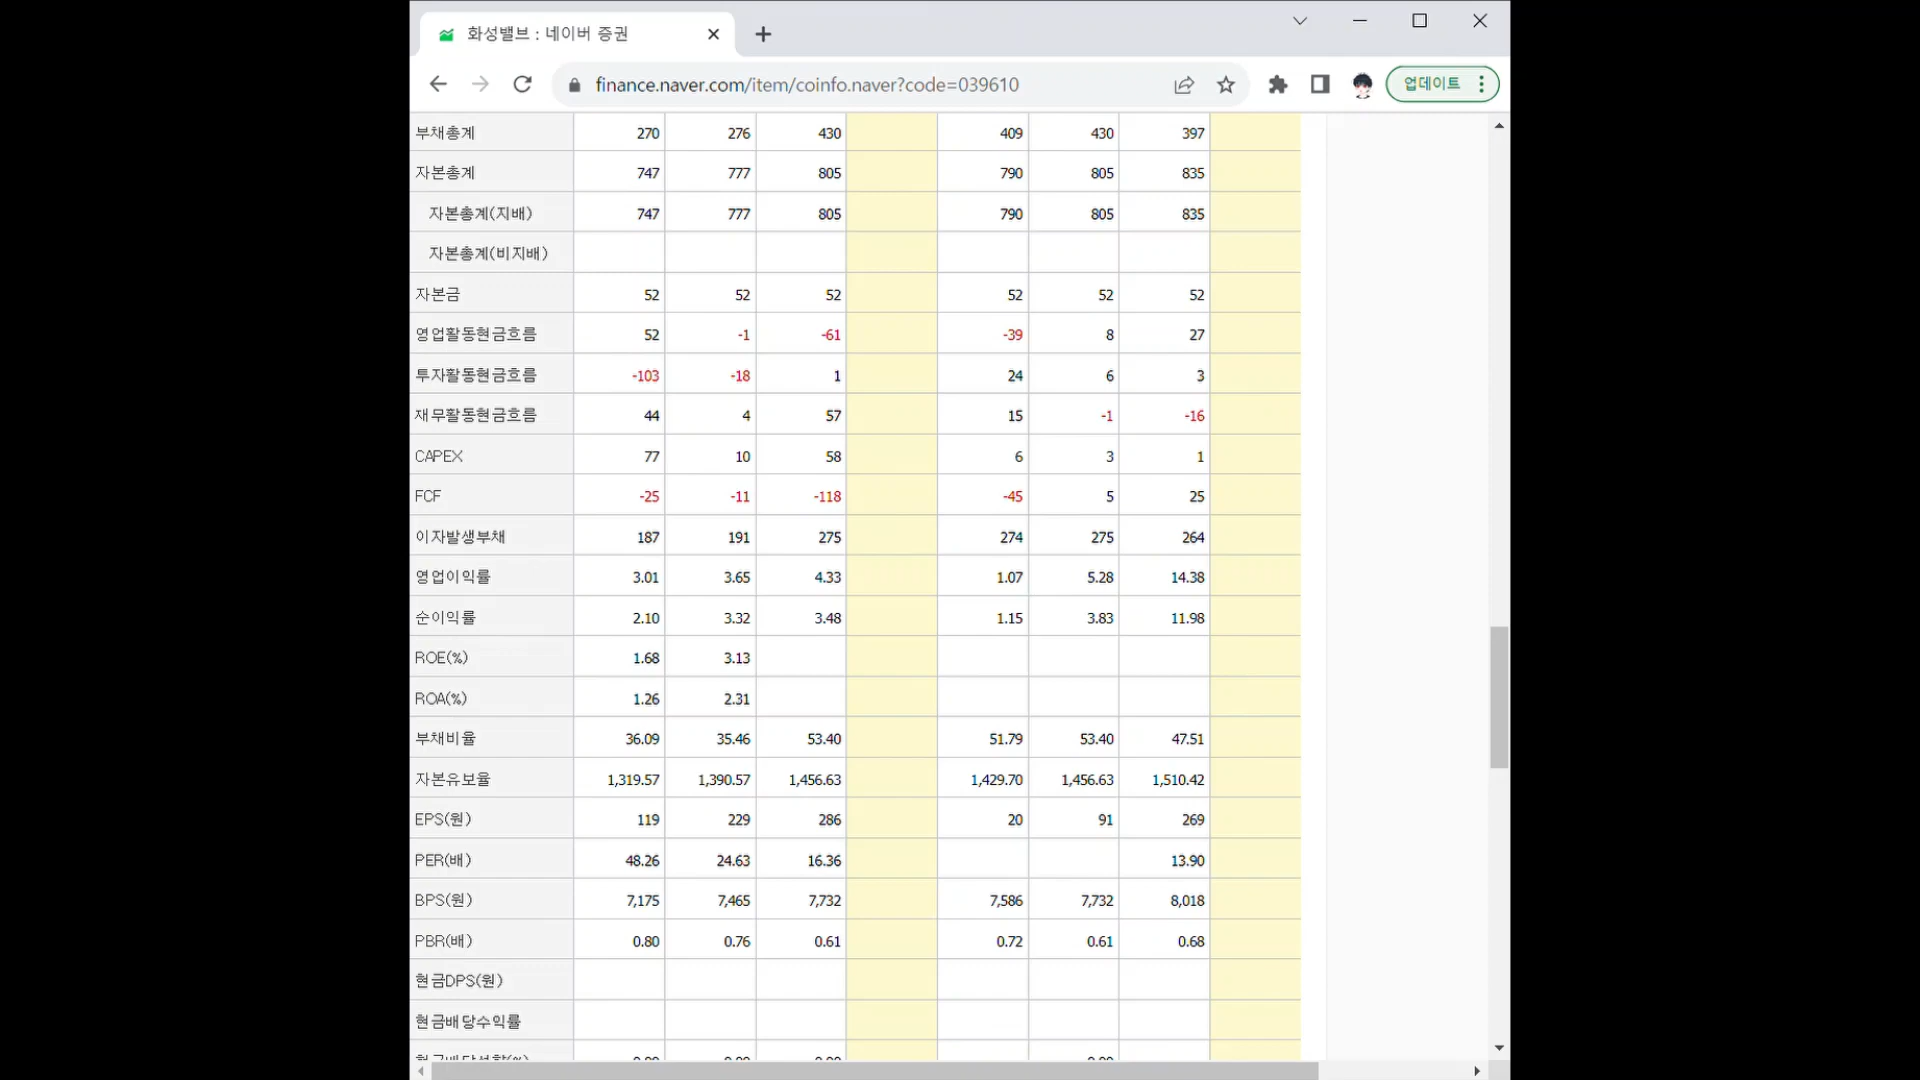 화성밸브 : 네이버 증권
finance.naver.com/item/coinfo.naver?code=039610
업데이트
부채총계 270 276 430 409 430 397
자본총계 747 777 805 790 805 835
자본총계(지배) 747 777 805 790 805 835
자본총계(비지배)
자본금 52 52 52 52 52 52
영업활동현금흐름 52 -1 -61 -39 8 27
투자활동현금흐름 -103 -18 1 24 6 3
재무활동현금흐름 44 4 57 15 -1 -16
CAPEX 77 10 58 6 3 1
FCF -25 -11 -118 -45 5 25
이자발생부채 187 191 275 274 275 264
영업이익률 3.01 3.65 4.33 1.07 5.28 14.38
순이익률 2.10 3.32 3.48 1.15 3.83 11.98
ROE(%) 1.68 3.13
ROA(%) 1.26 2.31
부채비율 36.09 35.46 53.40 51.79 53.40 47.51
자본유보율 1,319.57 1,390.57 1,456.63 1,429.70 1,456.63 1,510.42
EPS(원) 119 229 286 20 91 269
PER(배) 48.26 24.63 16.36 13.90
BPS(원) 7,175 7,465 7,732 7,586 7,732 8,018
PBR(배) 0.80 0.76 0.61 0.72 0.61 0.68
현금DPS(원)
현금배당수익률